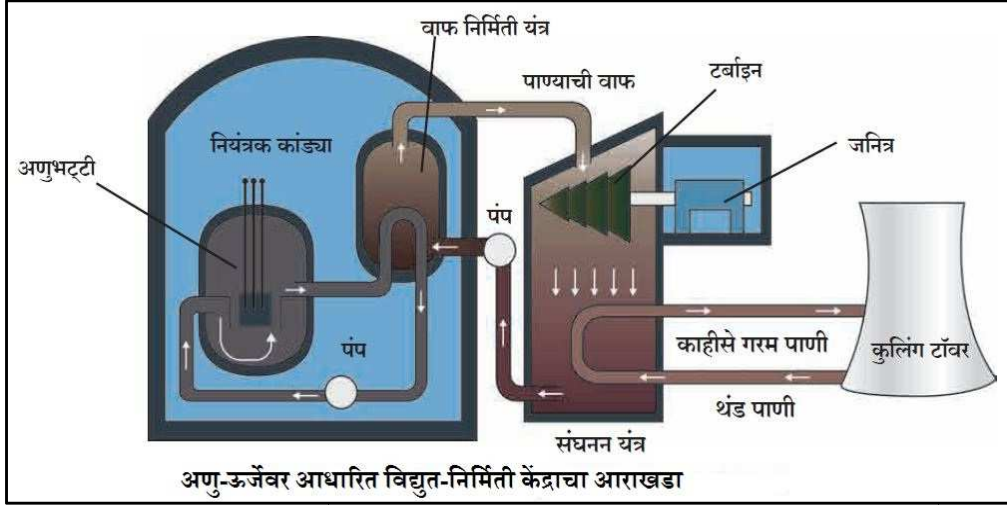 वाफ निर्मिती यंत्र
पाण्याची वाफ
टर्बाइन
नियंत्रक कांड्या
जनित्र
अणुभट्टी
पंप
पंप
काहीसे गरम पाणी
कुलिंग टॉवर
थंड पाणी
संघनन यंत्र
अणु-ऊर्जेवर आधारित विद्युत-निर्मिती केंद्राचा आराखडा